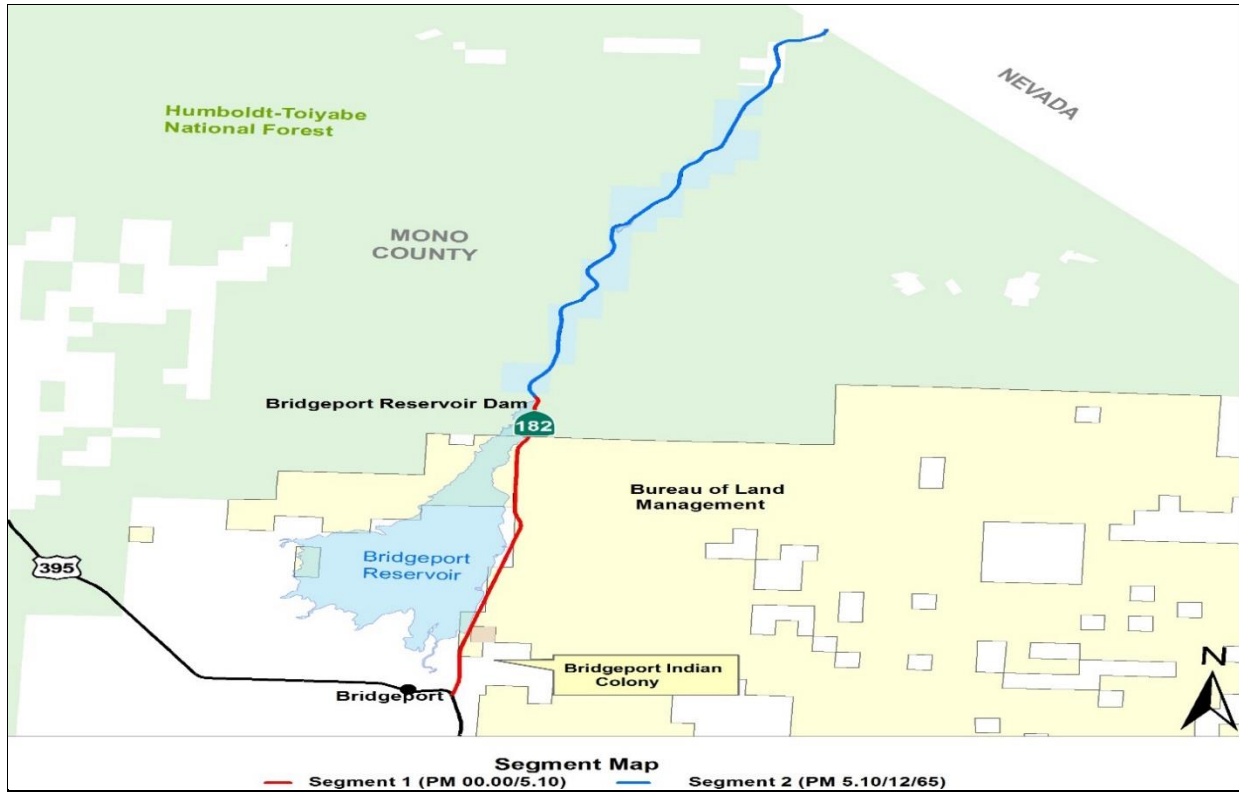 NEVADA
Humboldt-Toiyabe
National Forest
MONO
COUNTY
Bridgeport Reservoir Dam
182
Bureau of Land
Management
395
Bridgeport
Reservoir
Bridgeport Indian
Colony
N
Bridgeport
Segment Map
Segment 1 (PM 00.00/5.10)
Segment 2 (PM 5.10/12/65)